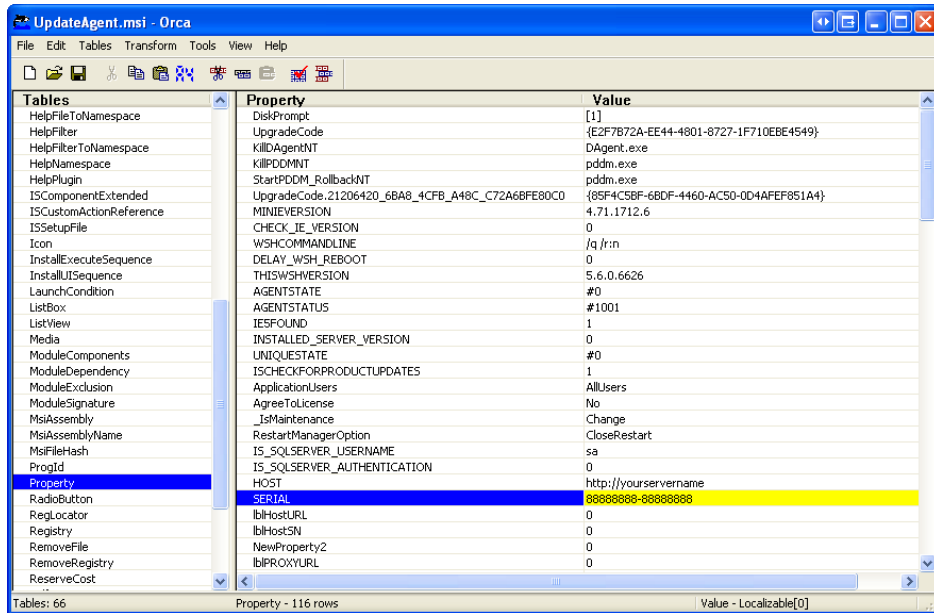 UpdateAgent.msi - Orca
File Edit Tables Transform Tools View Help
Tables Property Value
HelpFileToNamespace DiskPrompt [1]
HelpFilter UpgradeCode {E2F7B72A-EE44-4801-8727-1F710EBE4549}
HelpFilterToNamespace KillDAgentNT DAgent.exe
HelpNamespace KillPDDMNT pddm.exe
HelpPlugin StartPDDM_RollbackNT pddm.exe
ISComponentExtended UpgradeCode.21206420_6BA8_4CFB_A48C_C72A6BFE80C0 {85F4C5BF-6BDF-4460-AC50-0D4AFEF851A4}
ISCustomActionReference MINIEVERSION 4.71.1712.6
ISSetupFile CHECK_IE_VERSION 0
Icon WSHCOMMANDLINE /q /r:n
InstallExecuteSequence DELAY_WSH_REBOOT 0
InstallUISequence THISWSHVERSION 5.6.0.6626
LaunchCondition AGENTSTATE #0
ListBox AGENTSTATUS #1001
ListView IE5FOUND 1
Media INSTALLED_SERVER_VERSION 0
ModuleComponents UNIQUESTATE #0
ModuleDependency ISCHECKFORPRODUCTUPDATES 1
ModuleExclusion ApplicationUsers AllUsers
ModuleSignature AgreeToLicense No
MsiAssembly _IsMaintenance Change
MsiAssemblyName RestartManagerOption CloseRestart
MsiFileHash IS_SQLSERVER_USERNAME sa
ProgId IS_SQLSERVER_AUTHENTICATION 0
Property HOST http://yourservername
RadioButton SERIAL 88888888-88888888
RegLocator lblHostURL 0
Registry lblHostSN 0
RemoveFile NewProperty2 0
RemoveRegistry lblPROXYURL 0
ReserveCost
Tables: 66 Property - 116 rows Value - Localizable[0]